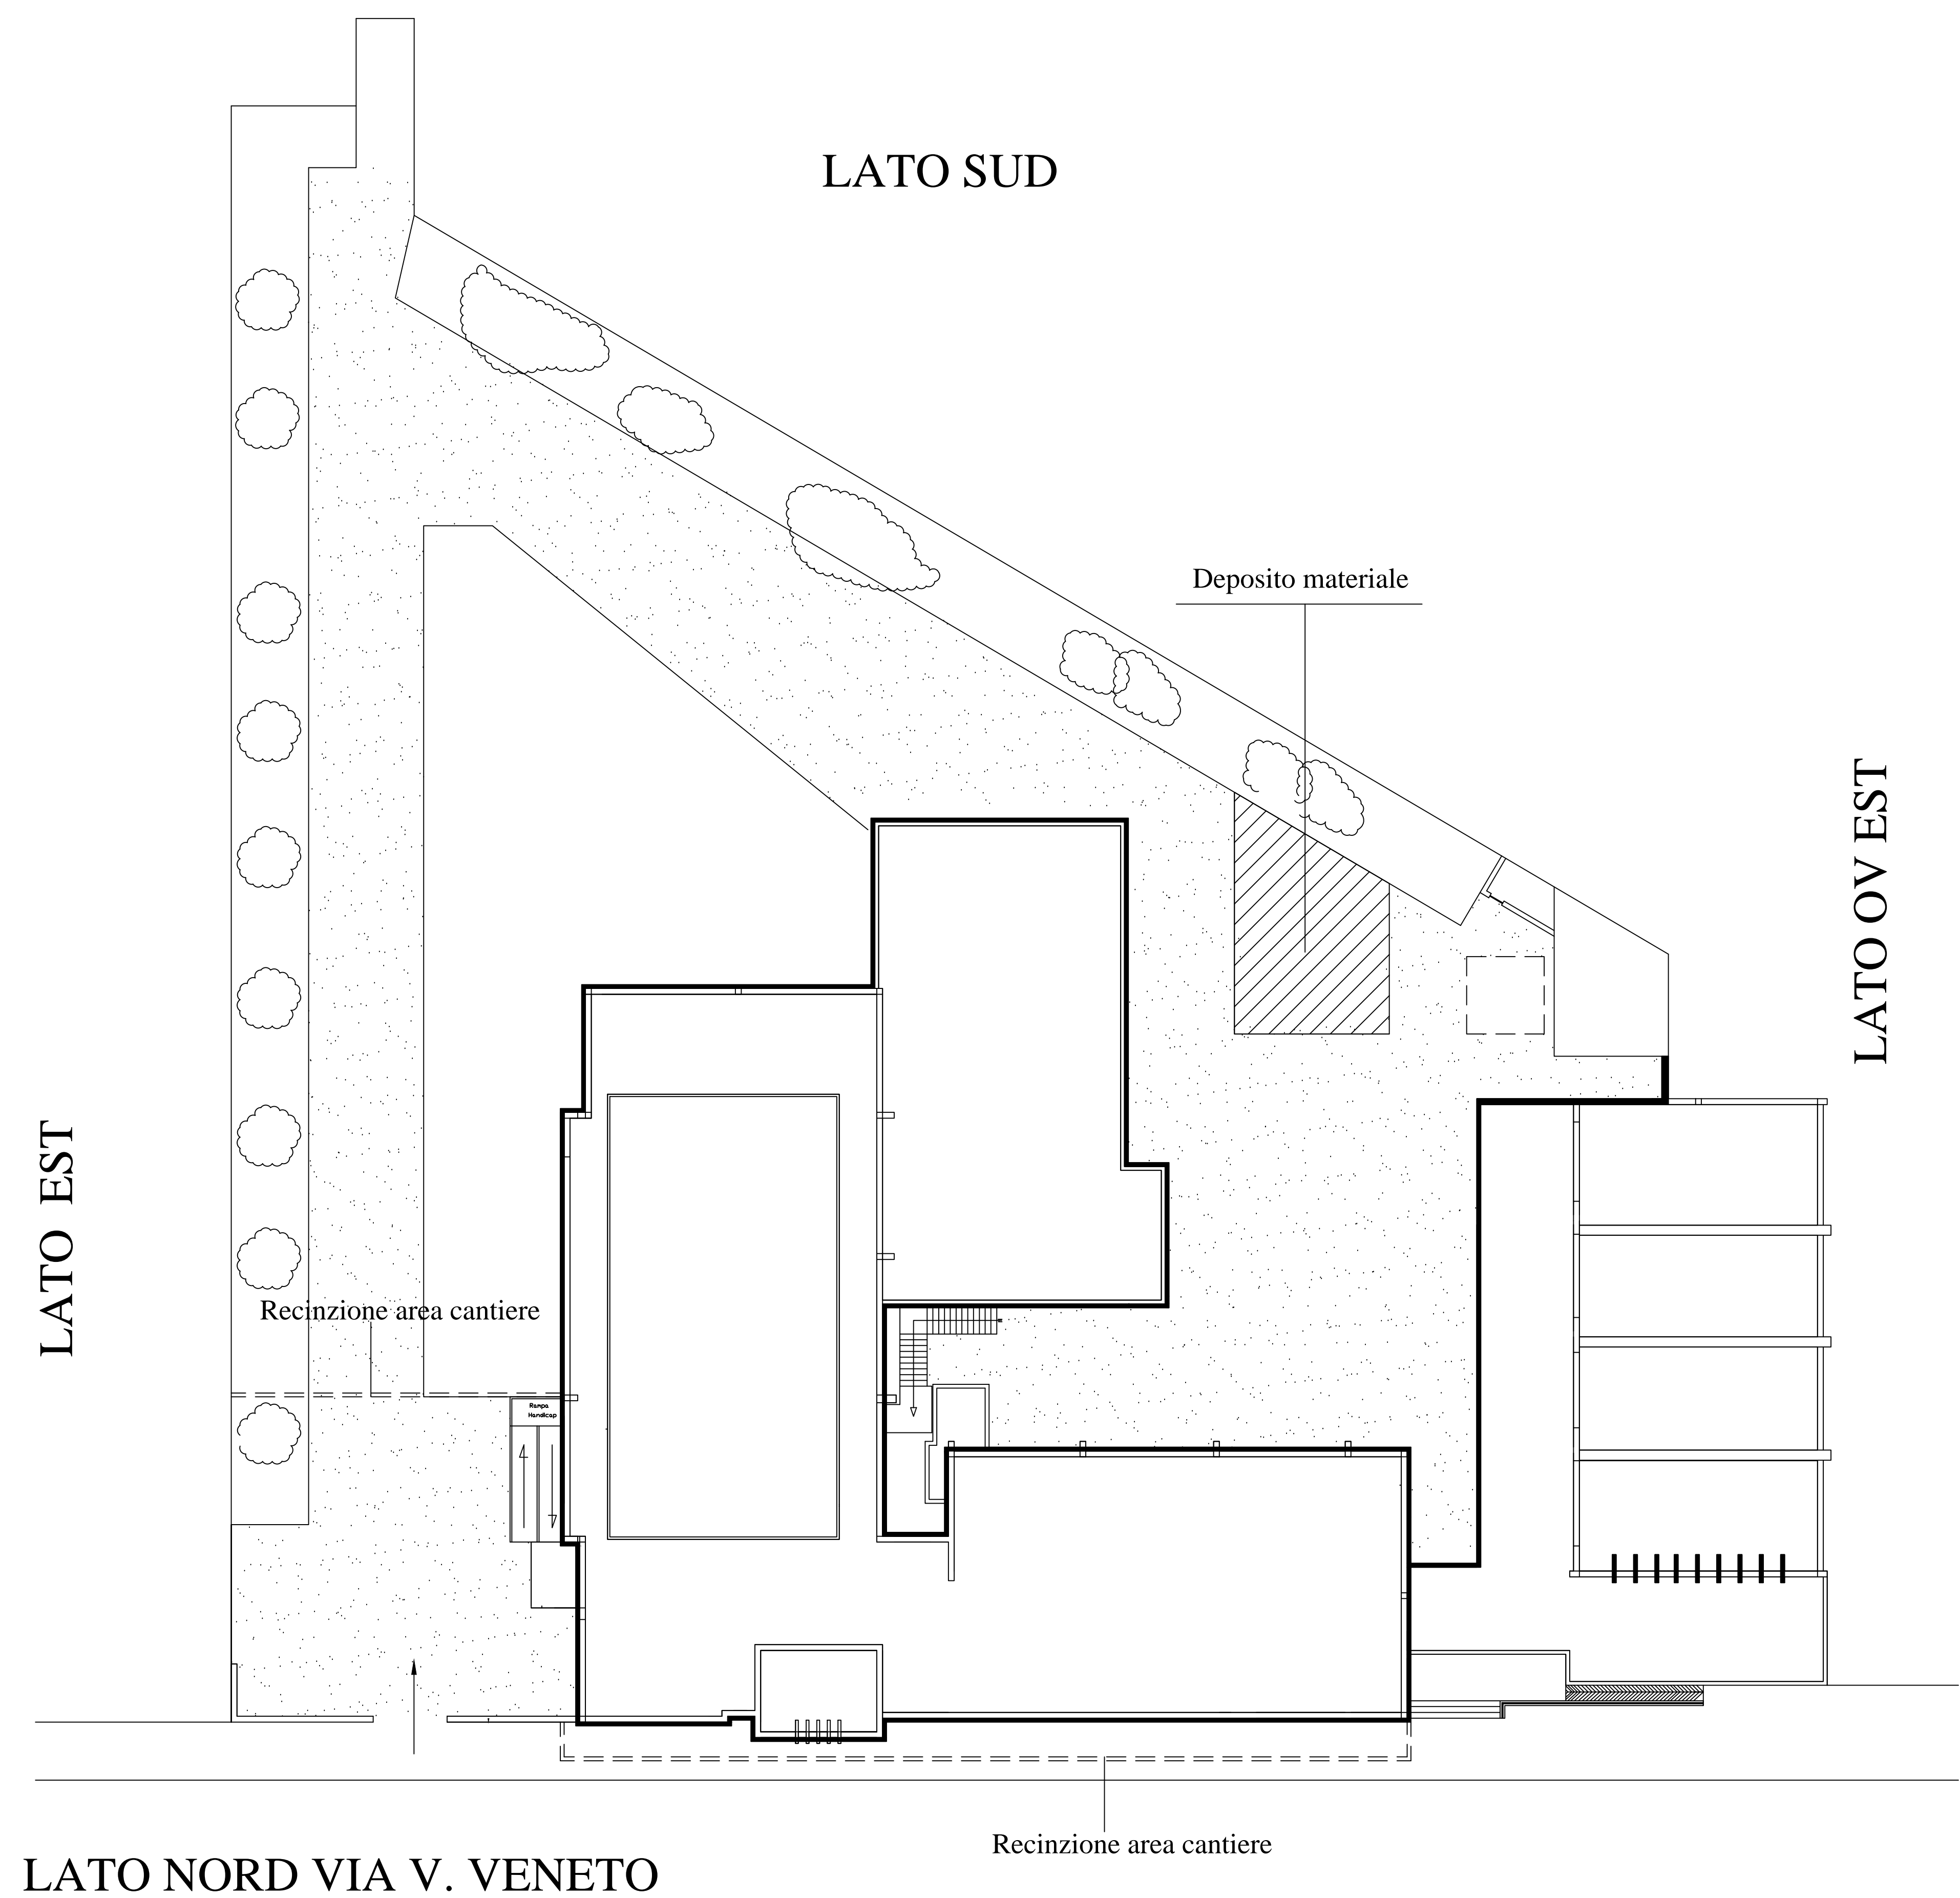 LATO SUD
Deposito materiale
LATO OV EST
LATO EST
Recinzione area cantiere
Rampa
Handicap
Recinzione area cantiere
LATO NORD VIA V. VENETO